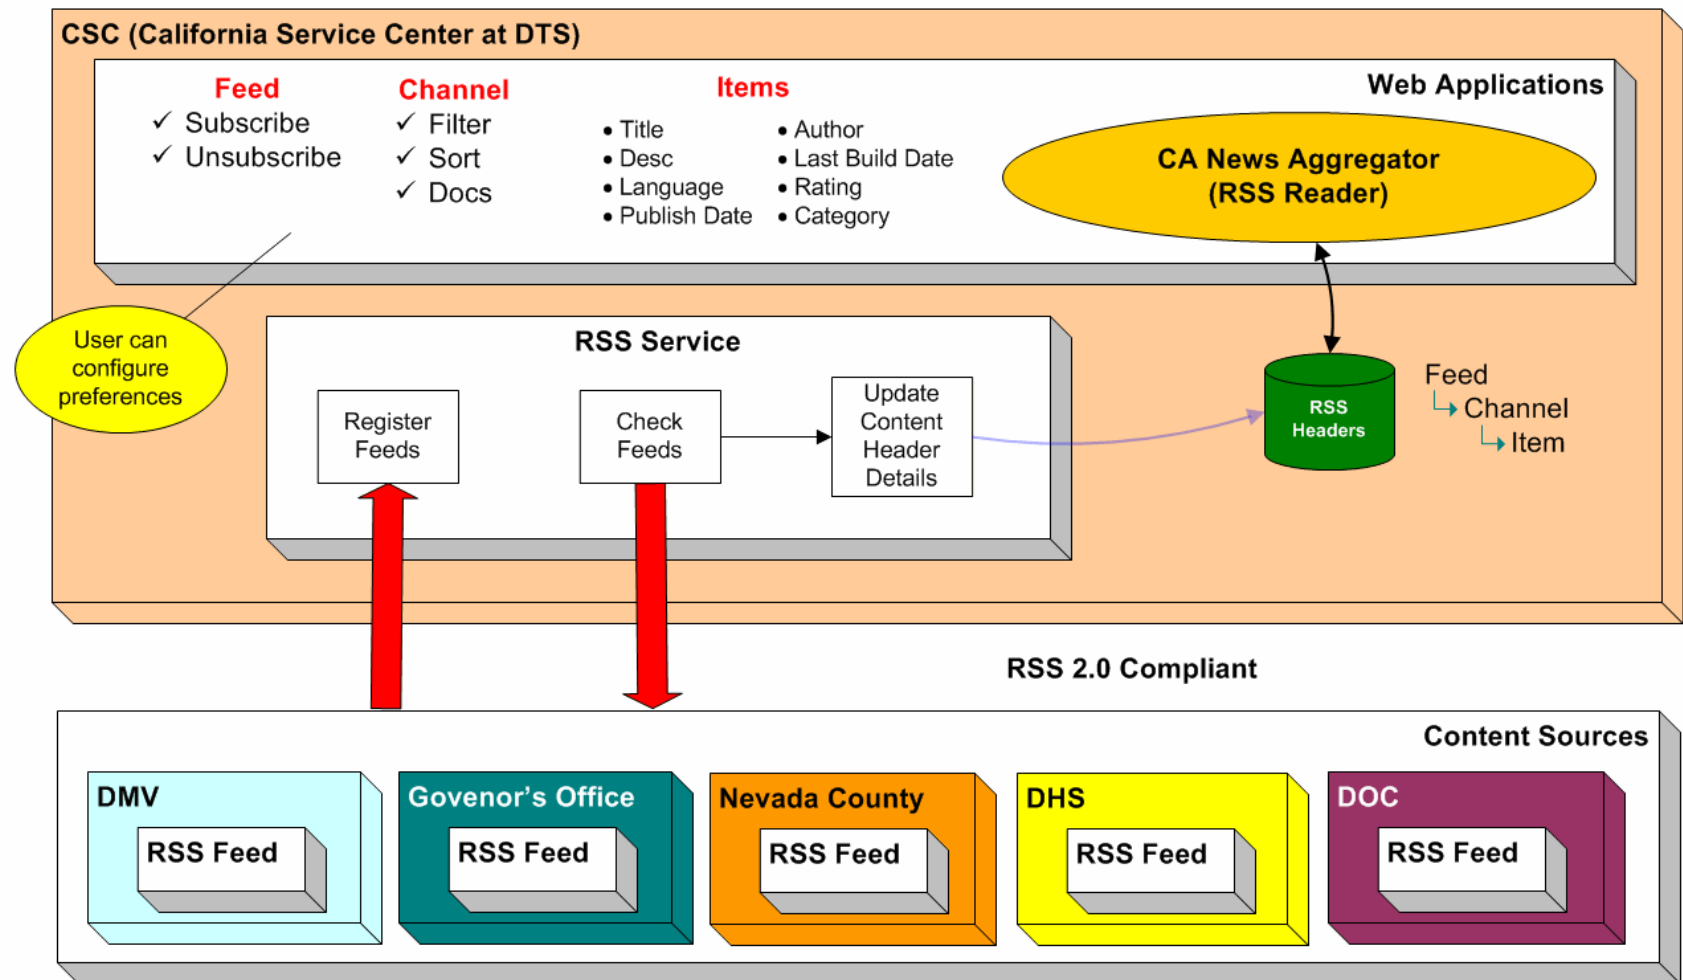 CSC (California Service Center at DTS)
Web Applications
Feed
Subscribe
Unsubscribe
Channel
Filter
Sort
Docs
Items
Title
Desc
Language
Publish Date
Author
Last Build Date
Rating
Category
CA News Aggregator
(RSS Reader)
User can
configure
preferences
RSS Service
Register
Feeds
Check
Feeds
Update
Content
Header
Details
RSS
Headers
Feed
Channel
Item
RSS 2.0 Compliant
Content Sources
DMV
RSS Feed
Govenor's Office
RSS Feed
Nevada County
RSS Feed
DHS
RSS Feed
DOC
RSS Feed